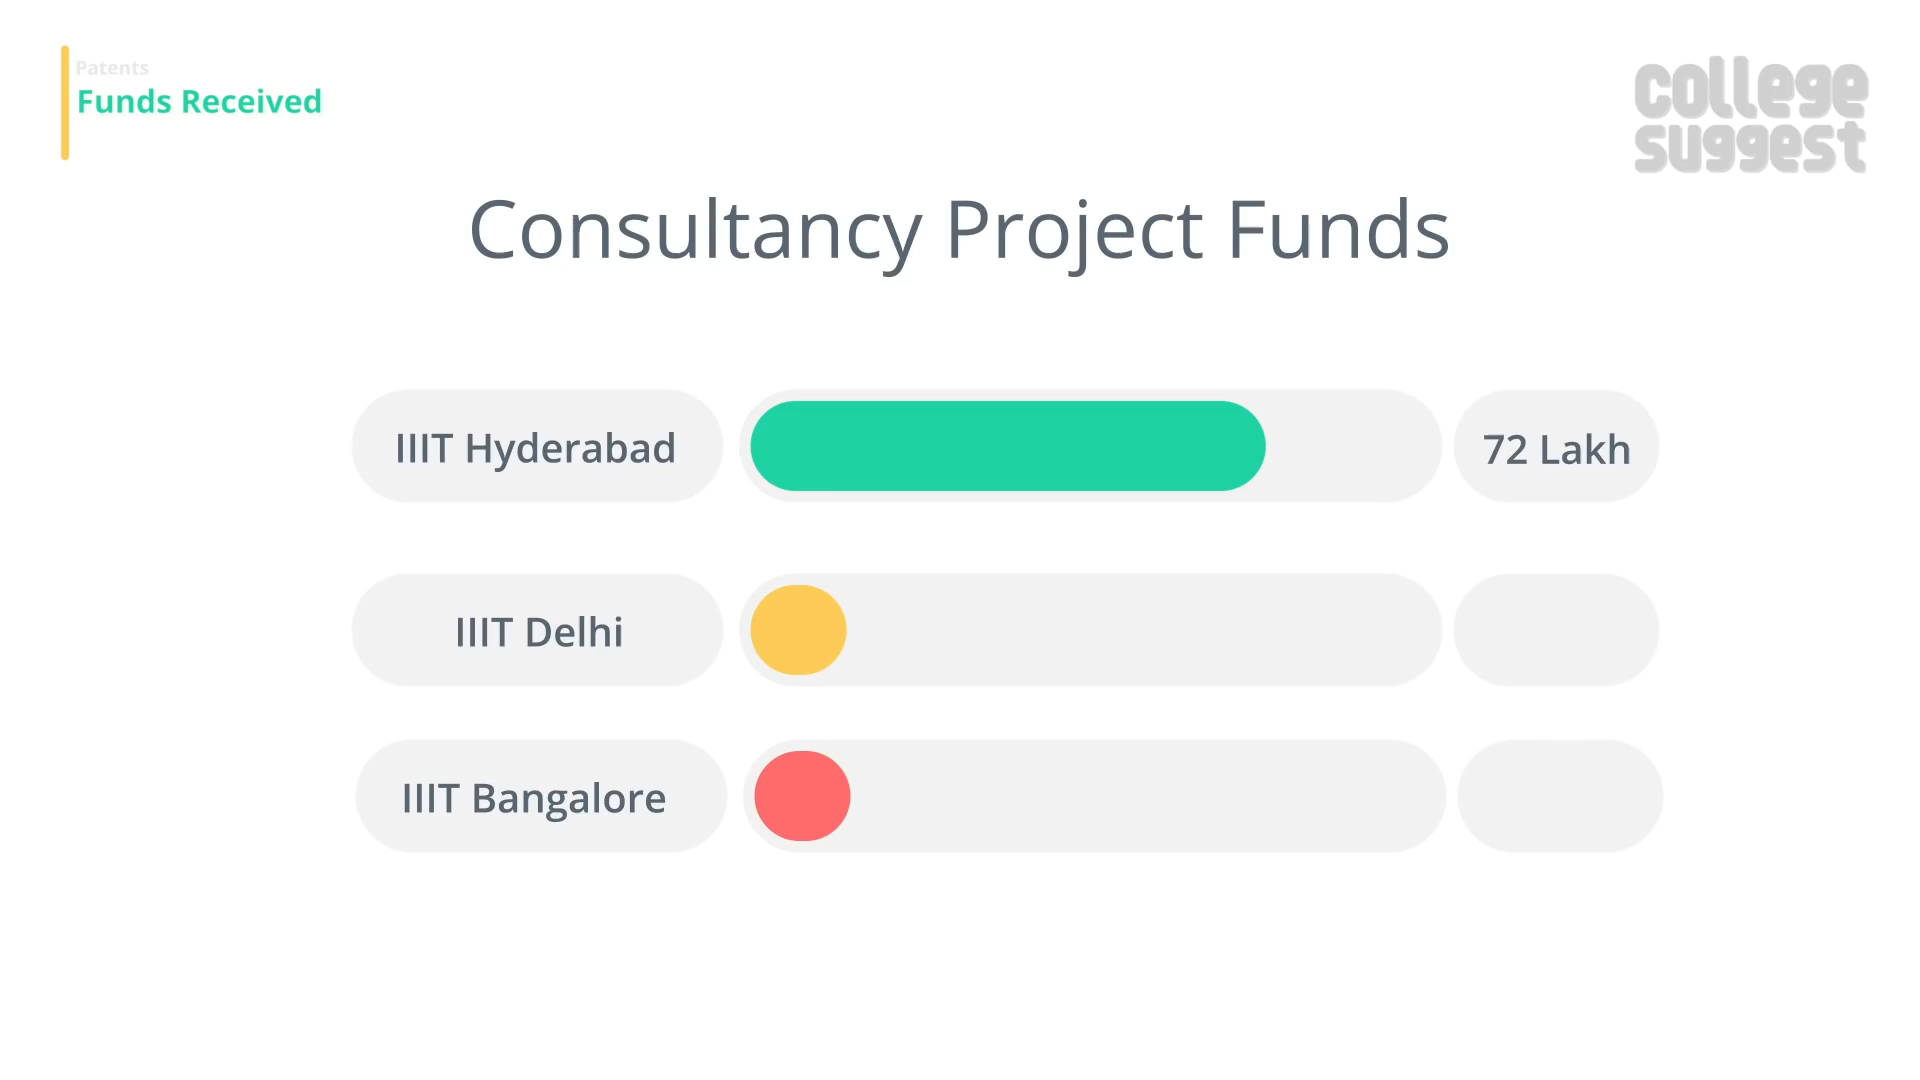 Patents
Funds Received
college
suggest
Consultancy Project Funds
IIIT Hyderabad
72 Lakh
IIIT Delhi
IIIT Bangalore